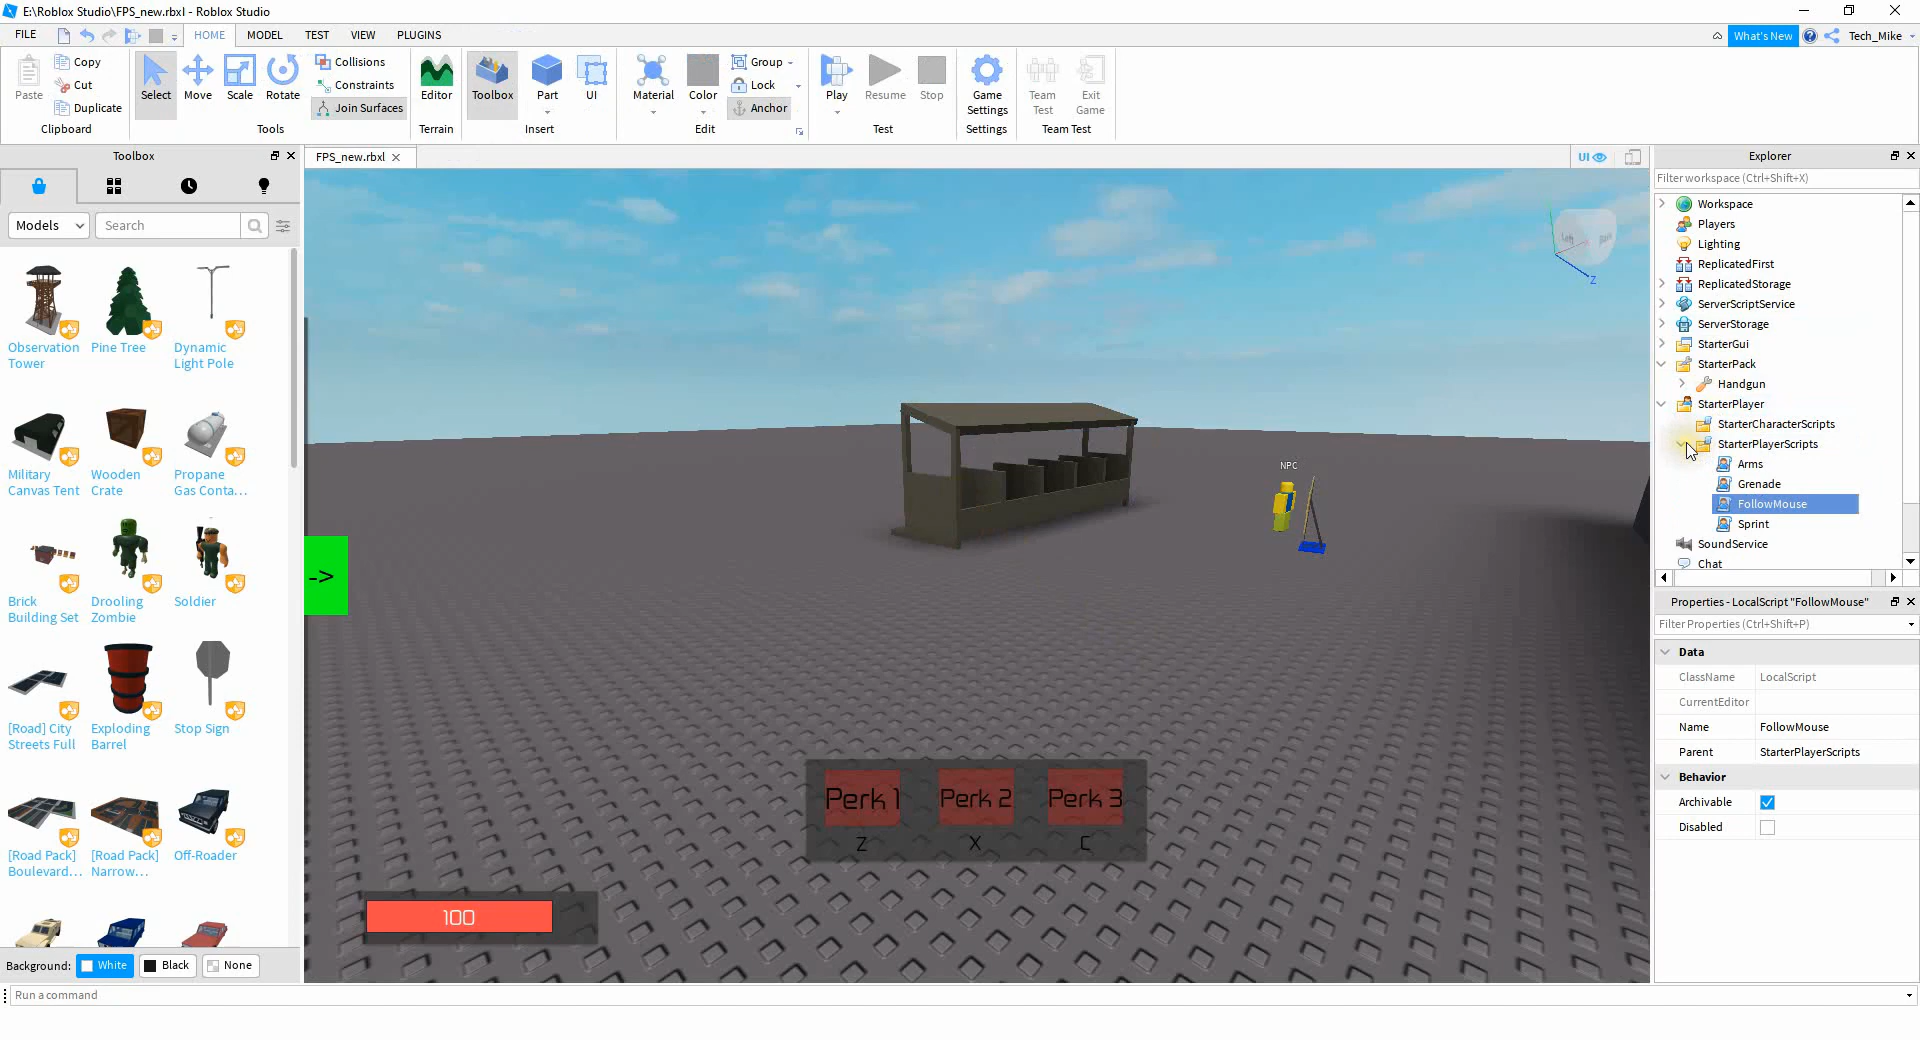 E:\Roblox Studio\FPS_new.rbxl - Roblox Studio
FILE
HOME
MODEL
TEST
VIEW
PLUGINS
What's New
Tech_Mike
Paste
Copy
Cut
Duplicate
Clipboard
Select
Move
Scale
Rotate
Collisions
Constraints
Join Surfaces
Tools
Editor
Terrain
Toolbox
Part
UI
Insert
Material
Color
Group
Lock
Anchor
Edit
Play
Resume
Stop
Test
Game
Settings
Settings
Team
Test
Exit
Game
Team Test
Toolbox
Models
Search
Observation
Tower
Pine Tree
Dynamic
Light Pole
Military
Canvas Tent
Wooden
Crate
Propane
Gas Conta...
Brick
Building Set
Drooling
Zombie
Soldier
[Road] City
Streets Full
Exploding
Barrel
Stop Sign
[Road Pack]
Boulevard...
[Road Pack]
Narrow...
Off-Roader
Background:
White
Black
None
Run a command
FPS_new.rbxl
UI
Left
Back
Z
NPC
->
Perk 1
Perk 2
Perk 3
Z
X
C
100
Explorer
Filter workspace (Ctrl+Shift+X)
Workspace
Players
Lighting
ReplicatedFirst
ReplicatedStorage
ServerScriptService
ServerStorage
StarterGui
StarterPack
Handgun
StarterPlayer
StarterCharacterScripts
StarterPlayerScripts
Arms
Grenade
FollowMouse
Sprint
SoundService
Chat
Properties - LocalScript "FollowMouse"
Filter Properties (Ctrl+Shift+P)
Data
ClassName LocalScript
CurrentEditor
Name FollowMouse
Parent StarterPlayerScripts
Behavior
Archivable
Disabled